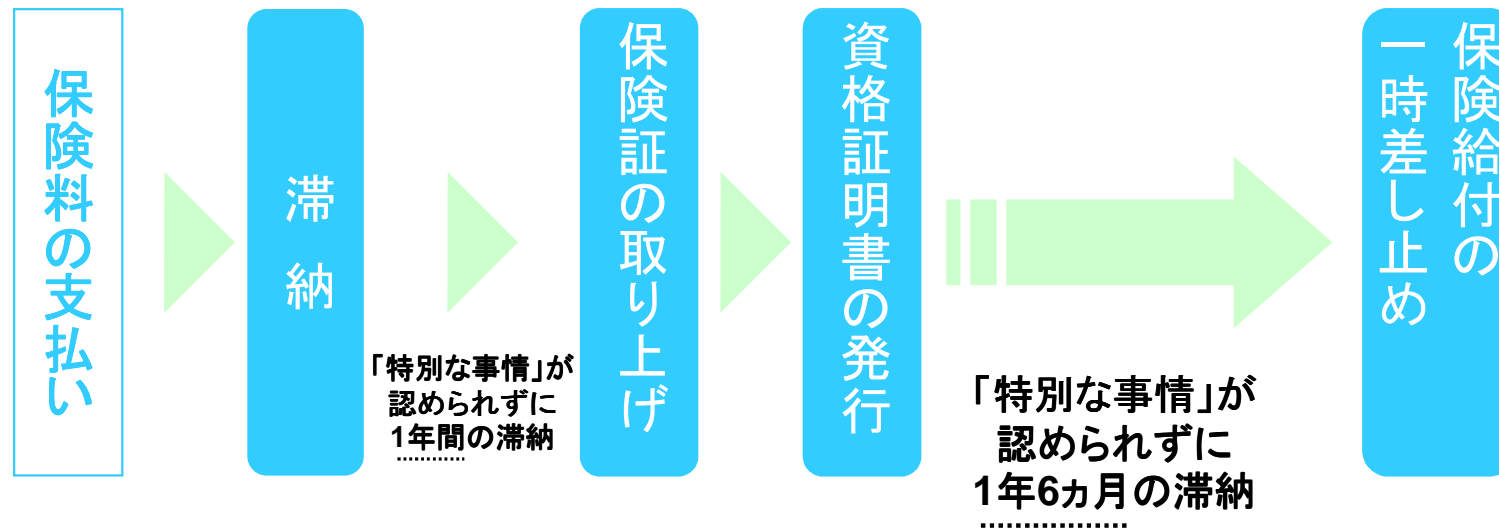 保険料の支払い
滞納
「特別な事情」が
認められずに
1年間の滞納
保険証の取り上げ
資格証明書の発行
「特別な事情」が
認められずに
1年6ヵ月の滞納
保険給付の
一時差し止め